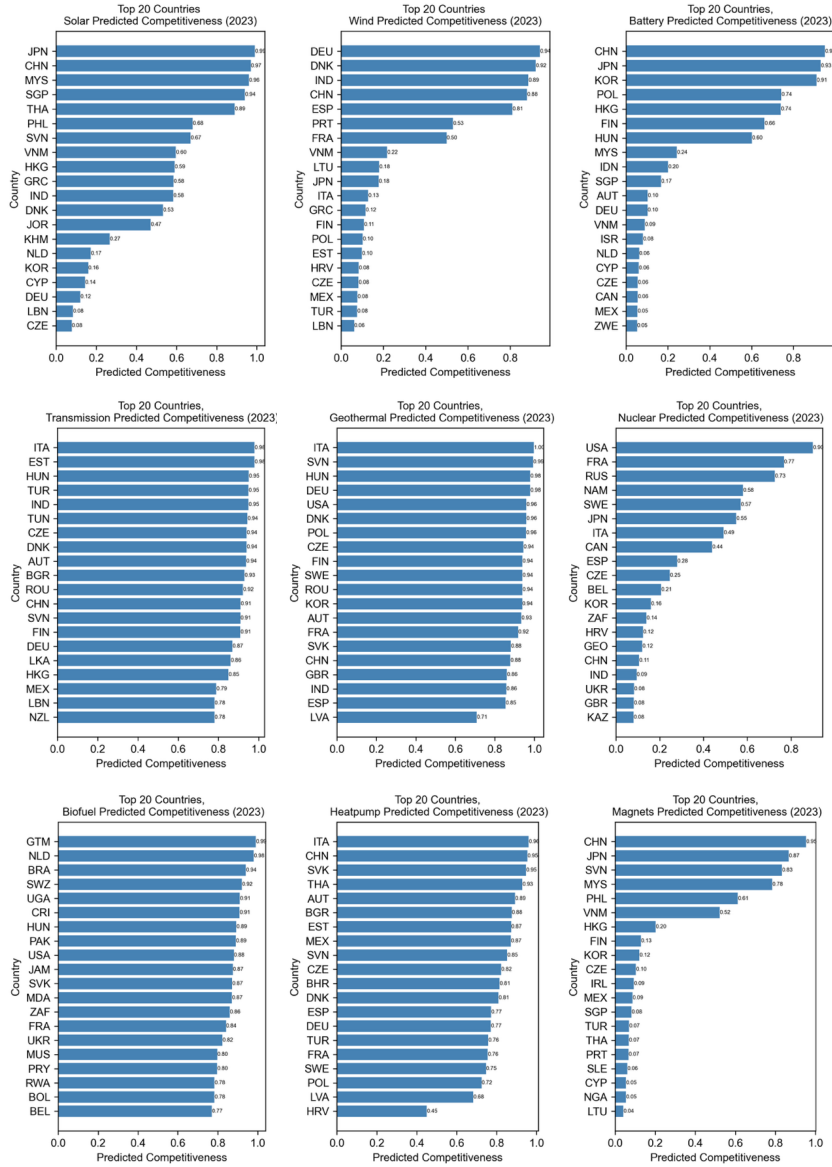 Top 20 Countries
Solar Predicted Competitiveness (2023)
Country
JPN 0.99
CHN 0.97
MYS 0.96
SGP 0.94
THA 0.89
PHL 0.68
SVN 0.67
VNM 0.60
HKG 0.59
GRC 0.58
IND 0.58
DNK 0.53
JOR 0.47
KHM 0.27
NLD 0.17
KOR 0.16
CYP 0.14
DEU 0.12
LBN 0.08
CZE 0.08
0.0 0.2 0.4 0.6 0.8 1.0
Predicted Competitiveness
Top 20 Countries
Wind Predicted Competitiveness (2023)
Country
DEU 0.94
DNK 0.92
IND 0.89
CHN 0.88
ESP 0.81
PRT 0.53
FRA 0.50
VNM 0.22
LTU 0.18
JPN 0.18
ITA 0.13
GRC 0.12
FIN 0.11
POL 0.10
EST 0.10
HRV 0.08
CZE 0.08
MEX 0.08
TUR 0.08
LBN 0.06
0.0 0.2 0.4 0.6 0.8
Predicted Competitiveness
Top 20 Countries,
Battery Predicted Competitiveness (2023)
Country
CHN
JPN 0.93
KOR 0.91
POL 0.74
HKG 0.74
FIN 0.66
HUN 0.60
MYS 0.24
IDN 0.20
SGP 0.17
AUT 0.10
DEU 0.10
VNM 0.09
ISR 0.08
NLD 0.06
CYP 0.06
CZE 0.06
CAN 0.06
MEX 0.05
ZWE 0.05
0.0 0.2 0.4 0.6 0.8
Predicted Competitiveness
Top 20 Countries,
Transmission Predicted Competitiveness (2023)
Country
ITA 0.98
EST 0.98
HUN 0.95
TUR 0.95
IND 0.95
TUN 0.94
CZE 0.94
DNK 0.94
AUT 0.94
BGR 0.93
ROU 0.92
CHN 0.91
SVN 0.91
FIN 0.91
DEU 0.87
LKA 0.86
HKG 0.85
MEX 0.79
LBN 0.78
NZL 0.78
0.0 0.2 0.4 0.6 0.8 1.0
Predicted Competitiveness
Top 20 Countries,
Geothermal Predicted Competitiveness (2023)
Country
ITA 1.00
SVN 0.99
HUN 0.98
DEU 0.98
USA 0.96
DNK 0.96
POL 0.96
CZE 0.94
FIN 0.94
SWE 0.94
ROU 0.94
KOR 0.94
AUT 0.93
FRA 0.92
SVK 0.88
CHN 0.88
GBR 0.86
IND 0.86
ESP 0.85
LVA 0.71
0.0 0.2 0.4 0.6 0.8 1.0
Predicted Competitiveness
Top 20 Countries,
Nuclear Predicted Competitiveness (2023)
Country
USA 0.90
FRA 0.77
RUS 0.73
NAM 0.58
SWE 0.57
JPN 0.55
ITA 0.49
CAN 0.44
ESP 0.28
CZE 0.25
BEL 0.21
KOR 0.16
ZAF 0.14
HRV 0.12
GEO 0.12
CHN 0.11
IND 0.09
UKR 0.08
GBR 0.08
KAZ 0.08
0.0 0.2 0.4 0.6 0.8
Predicted Competitiveness
Top 20 Countries,
Biofuel Predicted Competitiveness (2023)
Country
GTM 0.99
NLD 0.98
BRA 0.94
SWZ 0.92
UGA 0.91
CRI 0.91
HUN 0.89
PAK 0.89
USA 0.88
JAM 0.87
SVK 0.87
MDA 0.87
ZAF 0.86
FRA 0.84
UKR 0.82
MUS 0.80
PRY 0.80
RWA 0.78
BOL 0.78
BEL 0.77
0.0 0.2 0.4 0.6 0.8 1.0
Predicted Competitiveness
Top 20 Countries,
Heatpump Predicted Competitiveness (2023)
Country
ITA 0.96
CHN 0.95
SVK 0.95
THA 0.93
AUT 0.89
BGR 0.88
EST 0.87
MEX 0.87
SVN 0.85
CZE 0.82
BHR 0.81
DNK 0.81
ESP 0.77
DEU 0.77
TUR 0.76
FRA 0.76
SWE 0.75
POL 0.72
LVA 0.68
HRV 0.45
0.0 0.2 0.4 0.6 0.8 1.0
Predicted Competitiveness
Top 20 Countries,
Magnets Predicted Competitiveness (2023)
Country
CHN 0.95
JPN 0.87
SVN 0.83
MYS 0.78
PHL 0.61
VNM 0.52
HKG 0.20
FIN 0.13
KOR 0.12
CZE 0.10
IRL 0.09
MEX 0.09
SGP 0.08
TUR 0.07
THA 0.07
PRT 0.07
SLE 0.06
CYP 0.05
NGA 0.05
LTU 0.04
0.0 0.2 0.4 0.6 0.8 1.0
Predicted Competitiveness